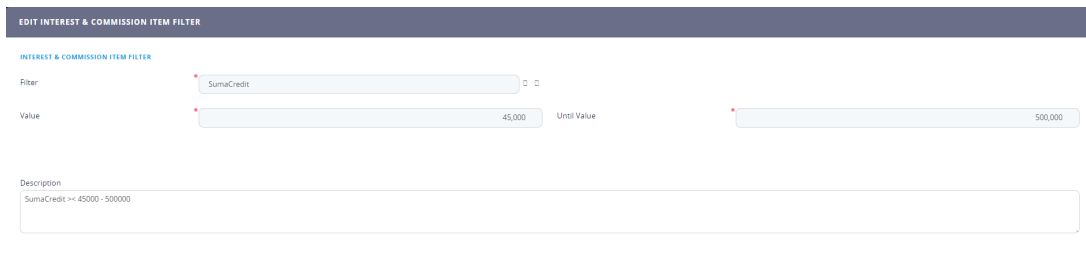 EDIT INTEREST & COMMISSION ITEM FILTER
INTEREST & COMMISSION ITEM FILTER
Filter * SumaCredit
Value * 45,000 Until Value * 500,000
Description
SumaCredit >< 45000 - 500000